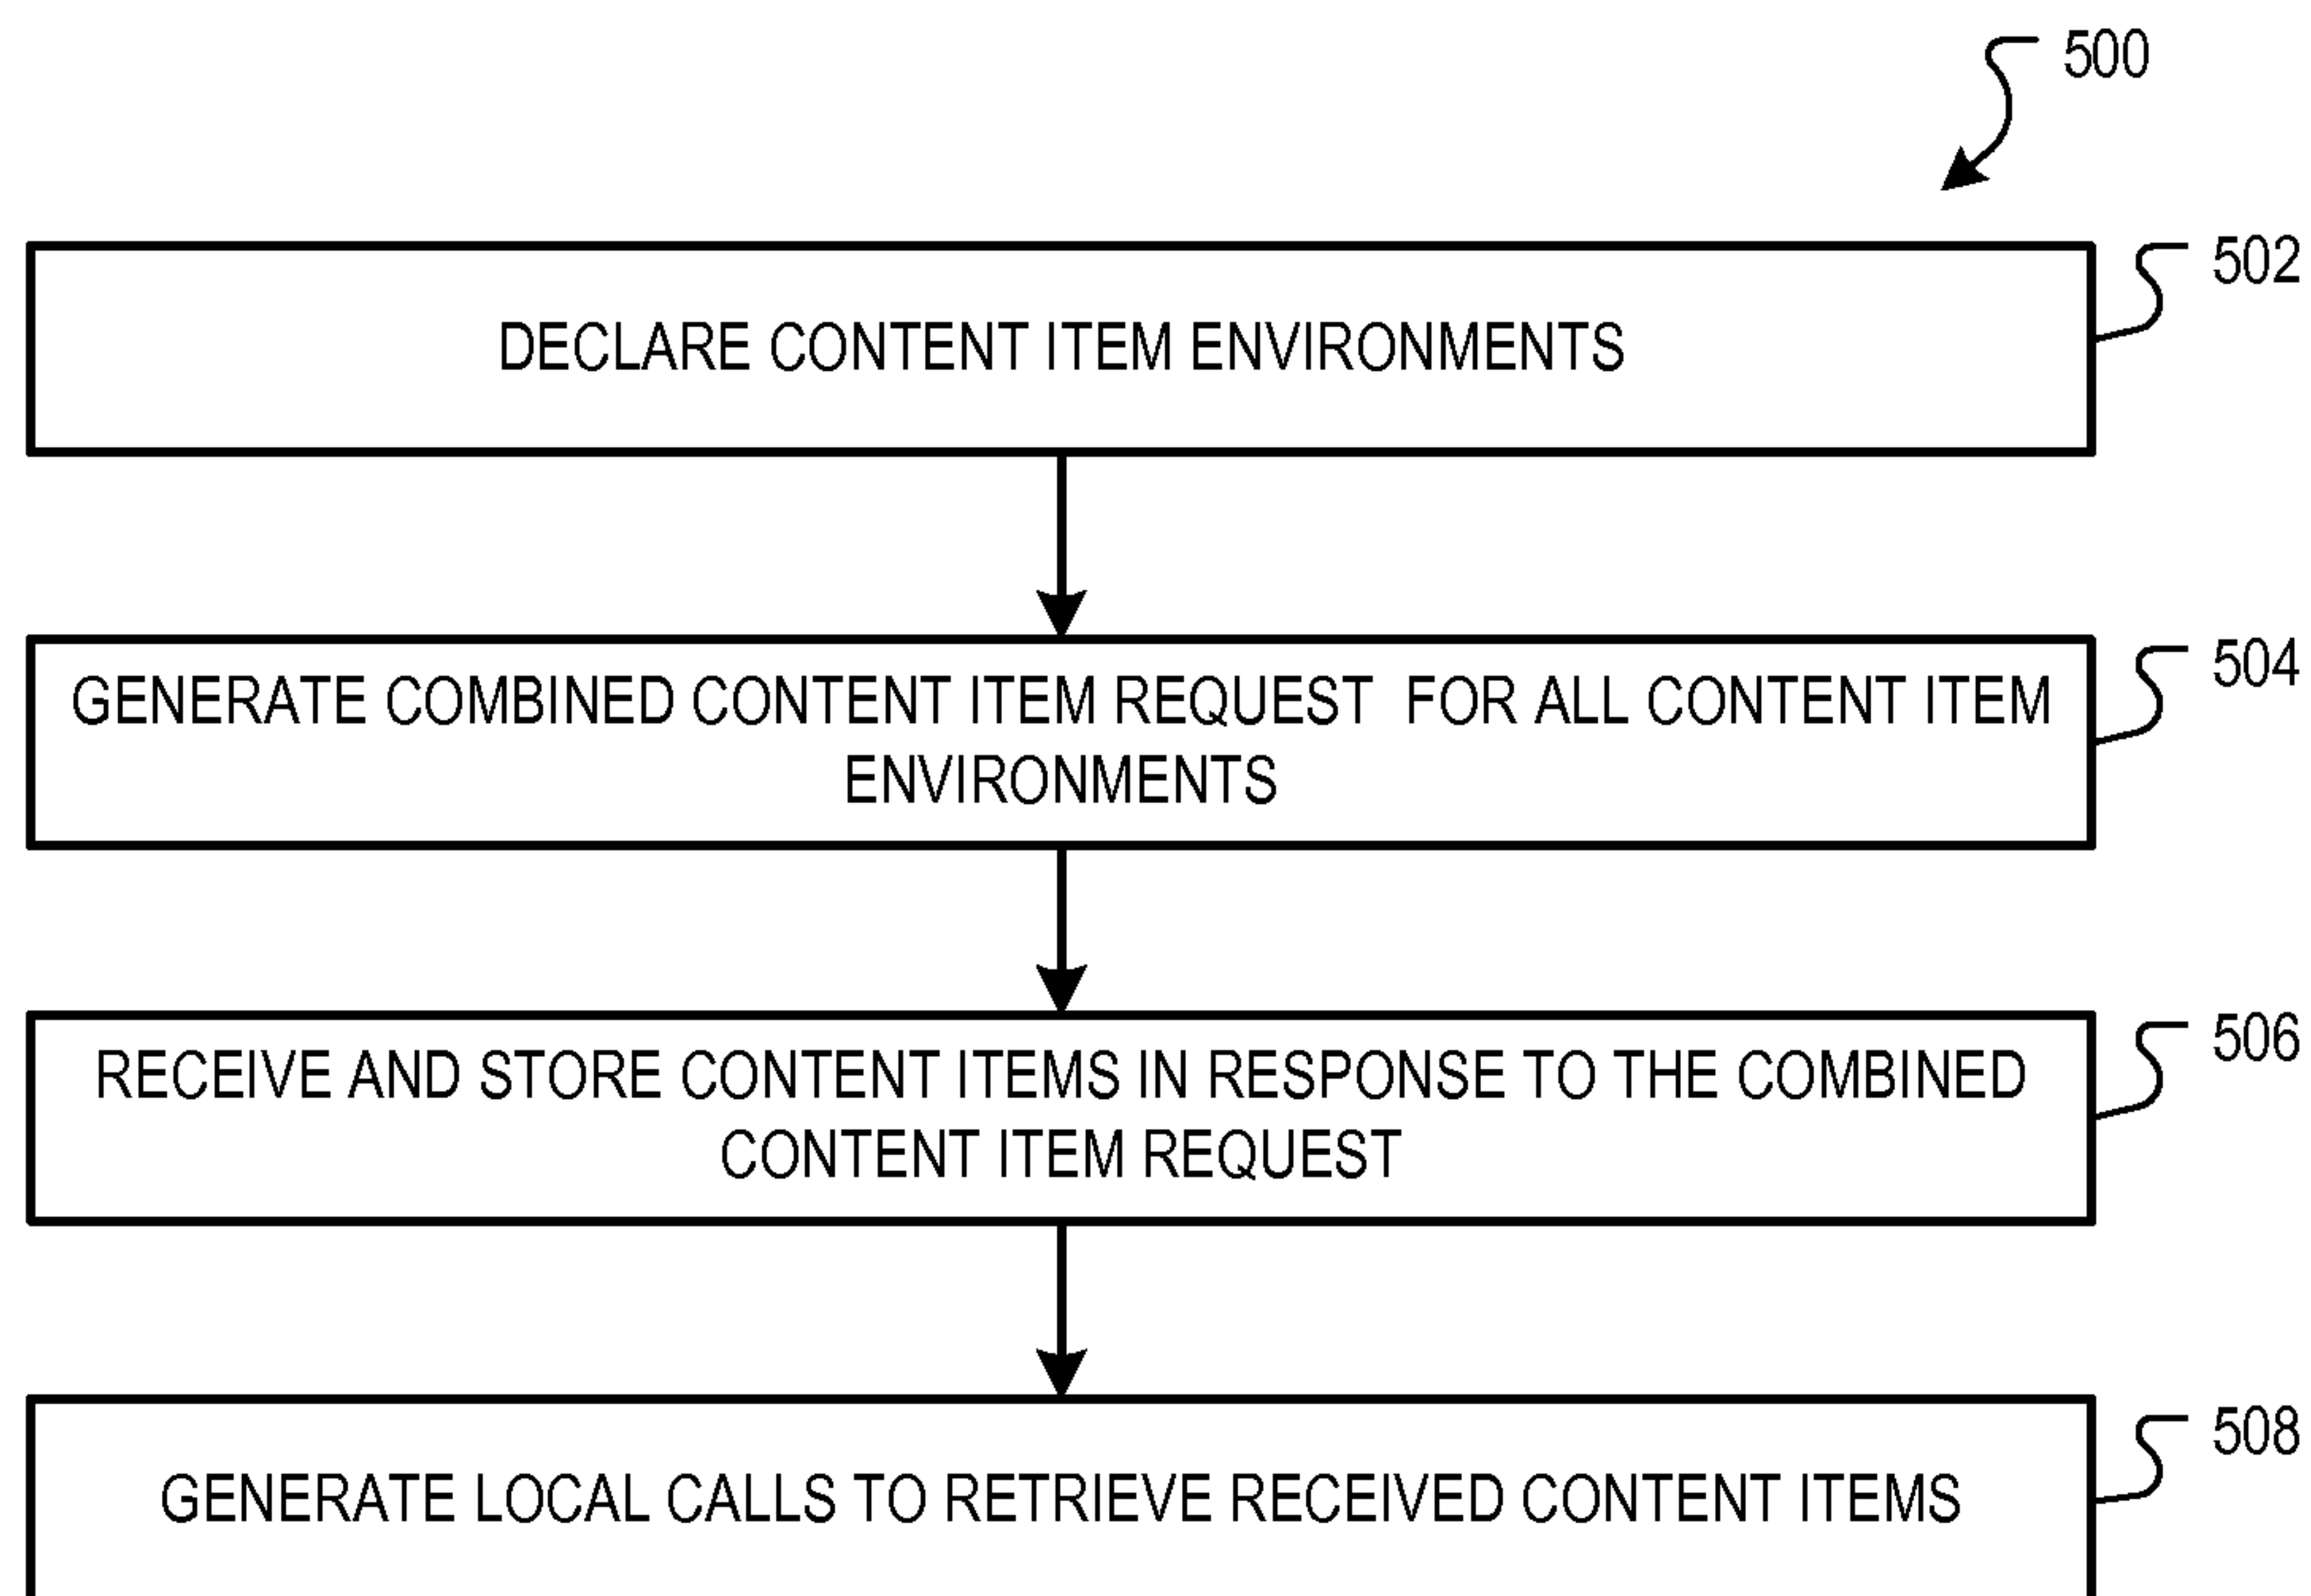 500
502
DECLARE CONTENT ITEM ENVIRONMENTS
504
GENERATE COMBINED CONTENT ITEM REQUEST FOR ALL CONTENT ITEM
ENVIRONMENTS
506
RECEIVE AND STORE CONTENT ITEMS IN RESPONSE TO THE COMBINED
CONTENT ITEM REQUEST
508
GENERATE LOCAL CALLS TO RETRIEVE RECEIVED CONTENT ITEMS